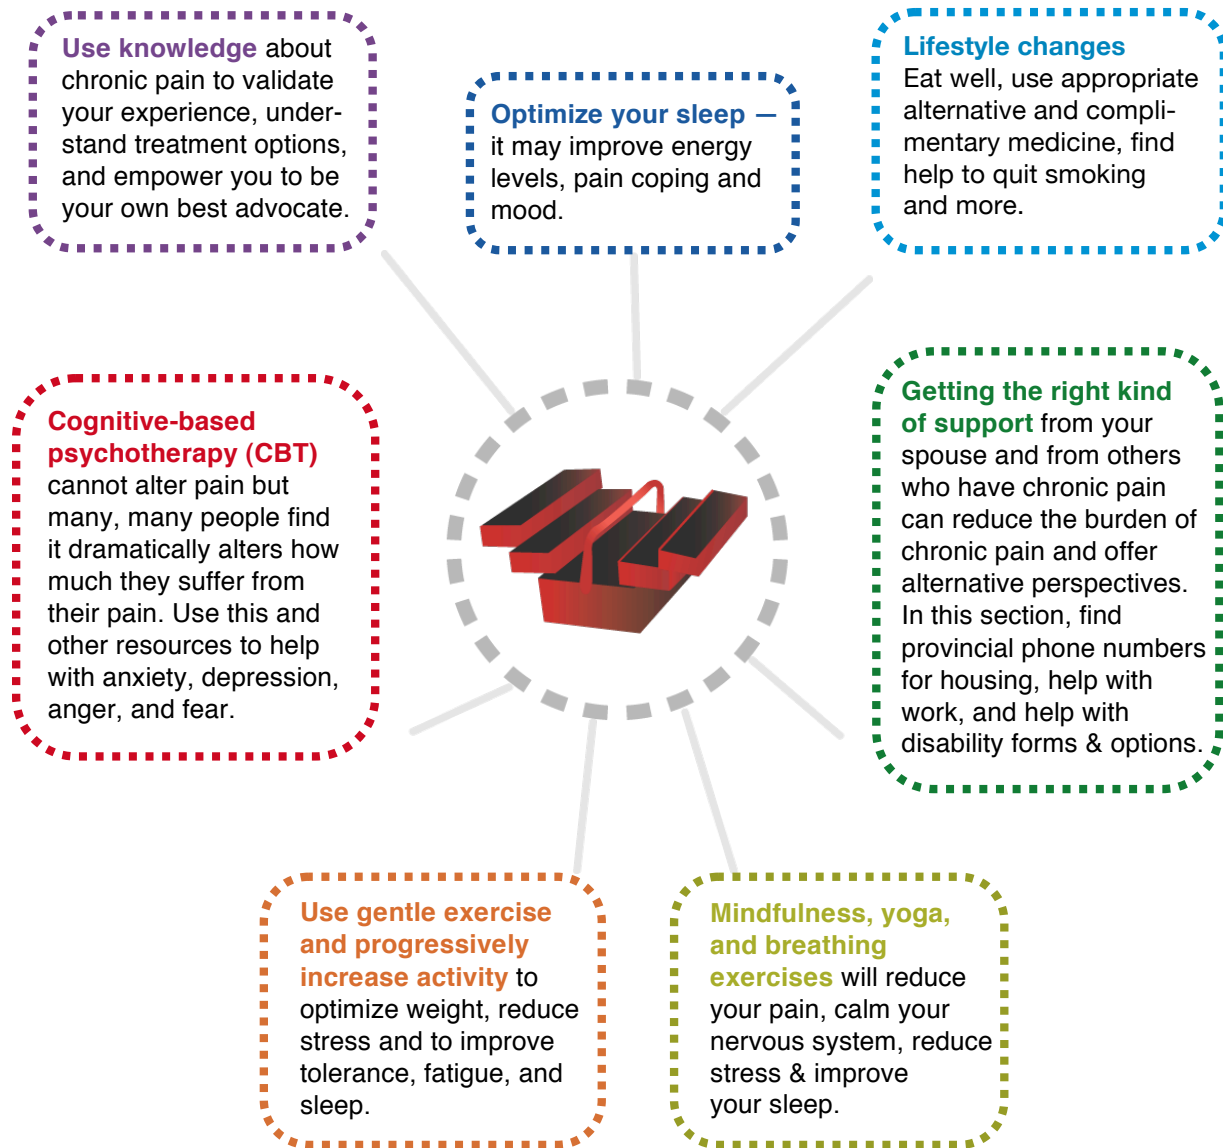 Use knowledge about
chronic pain to validate
your experience, under-
stand treatment options,
and empower you to be
your own best advocate.
Optimize your sleep —
it may improve energy
levels, pain coping and
mood.
Lifestyle changes
Eat well, use appropriate
alternative and compli-
mentary medicine, find
help to quit smoking
and more.
Cognitive-based
psychotherapy (CBT)
cannot alter pain but
many, many people find
it dramatically alters how
much they suffer from
their pain. Use this and
other resources to help
with anxiety, depression,
anger, and fear.
Getting the right kind
of support from your
spouse and from others
who have chronic pain
can reduce the burden of
chronic pain and offer
alternative perspectives.
In this section, find
provincial phone numbers
for housing, help with
work, and help with
disability forms & options.
Use gentle exercise
and progressively
increase activity to
optimize weight, reduce
stress and to improve
tolerance, fatigue, and
sleep.
Mindfulness, yoga,
and breathing
exercises will reduce
your pain, calm your
nervous system, reduce
stress & improve
your sleep.